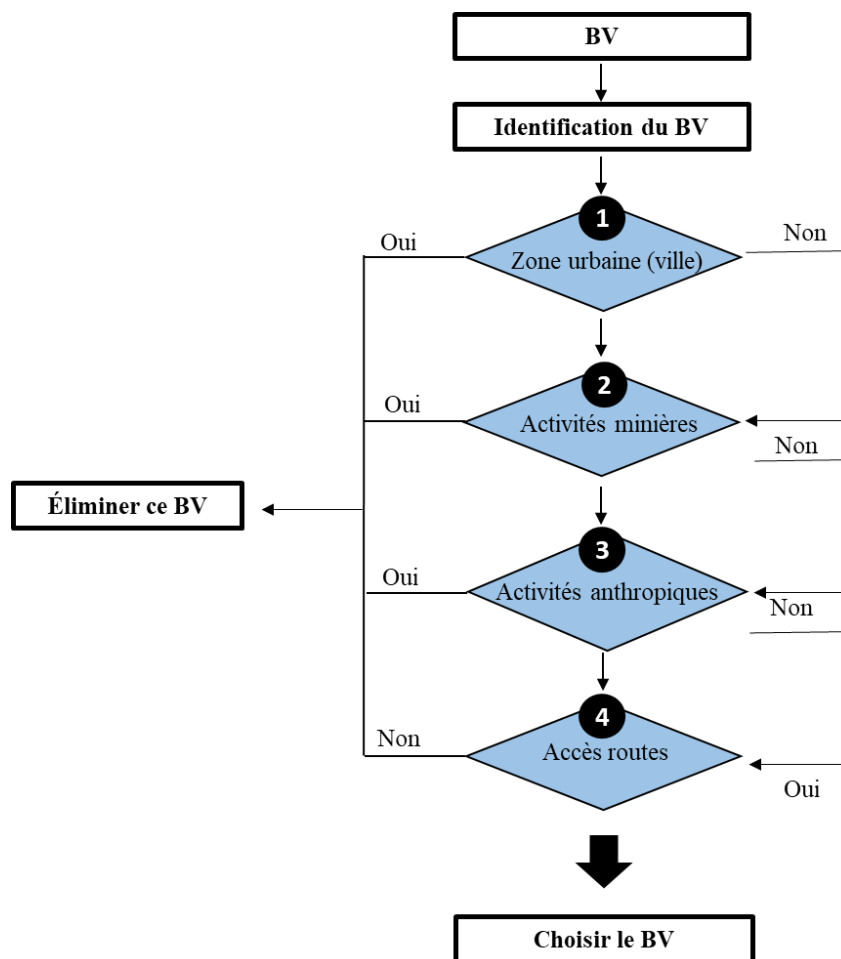 BV
Identification du BV
1
Oui
Non
Zone urbaine (ville)
2
Oui
Activités minières
Non
Éliminer ce BV
3
Oui
Activités anthropiques
Non
4
Non
Accès routes
Oui
Choisir le BV